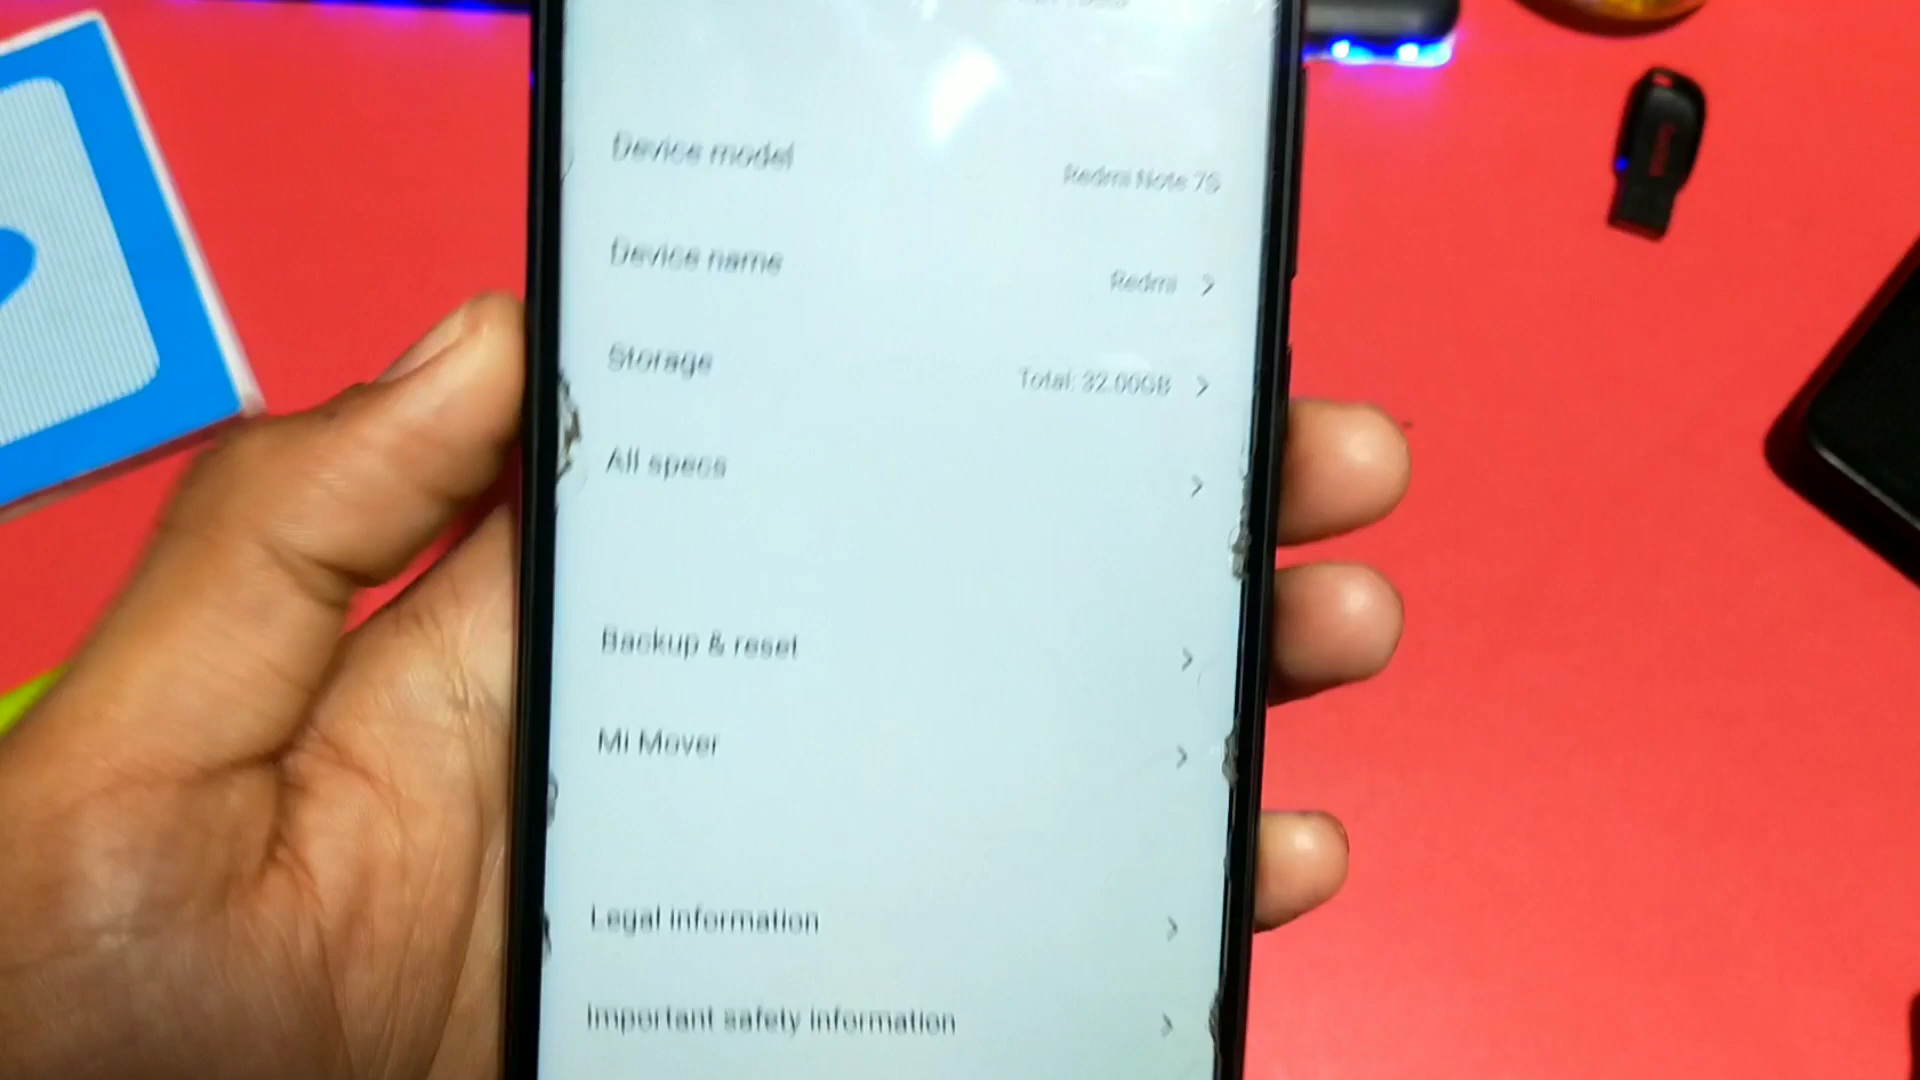 Device model
Redmi Note 7S
Device name
Redmi
Storage
Total: 32.00GB
All specs
Backup & reset
Mi Mover
Legal information
Important safety information